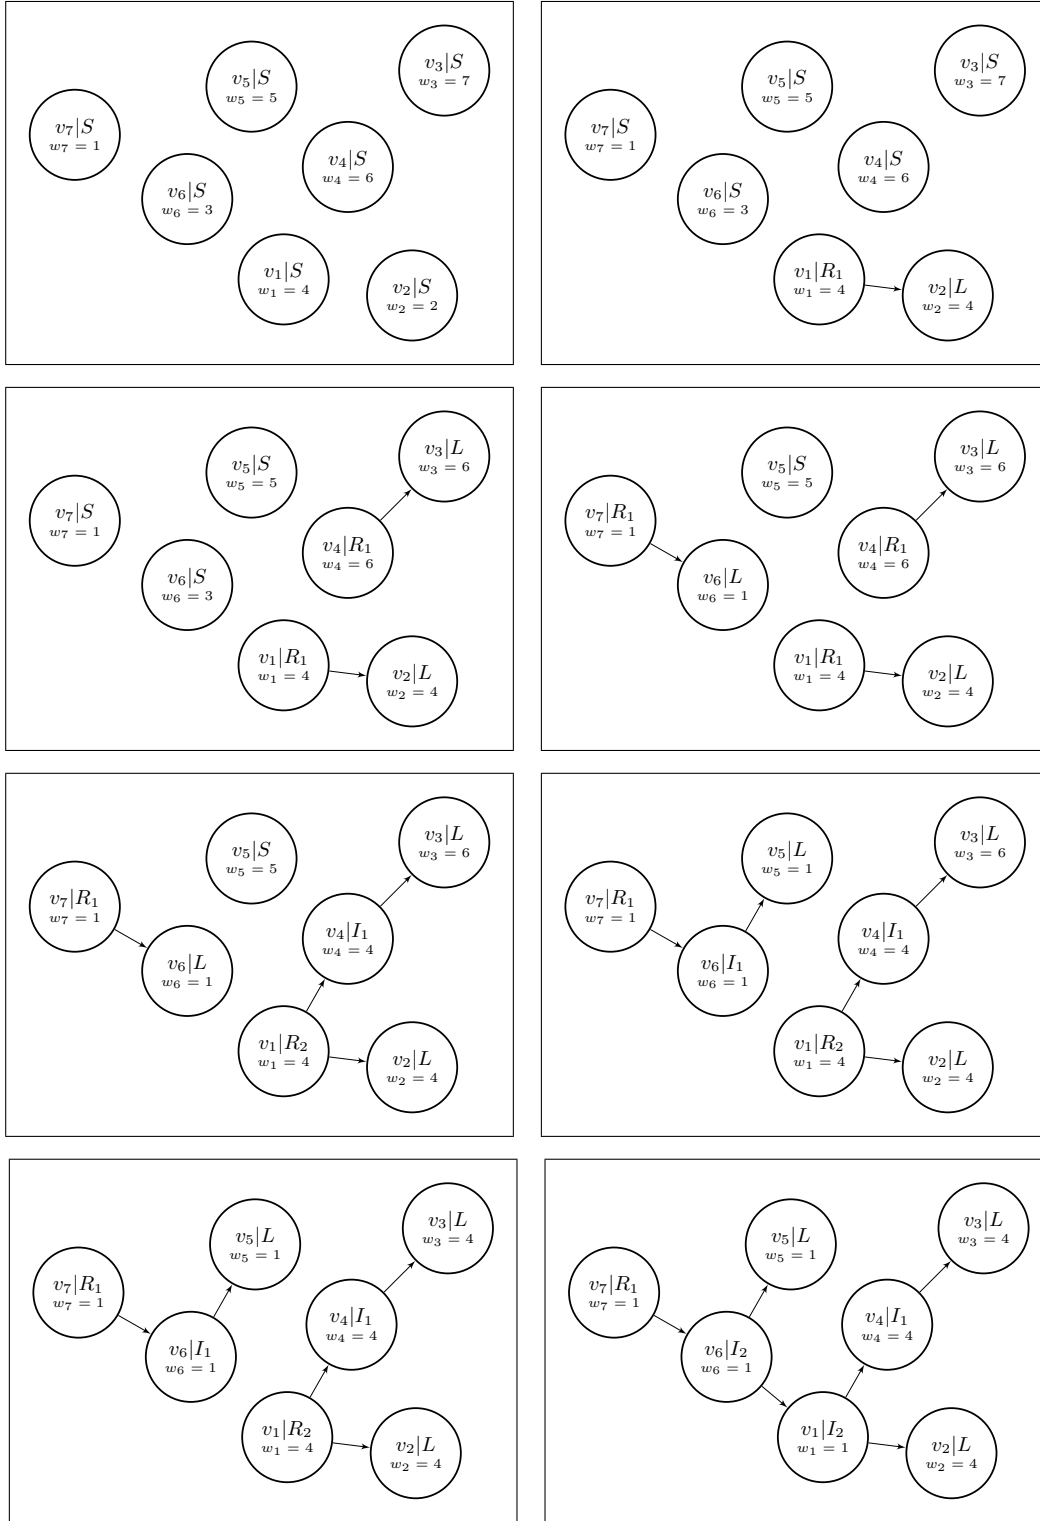 v₃|S
w₃ = 7
v₅|S
w₅ = 5
v₇|S
w₇ = 1
v₄|S
w₄ = 6
v₆|S
w₆ = 3
v₁|S
w₁ = 4
v₂|S
w₂ = 2
v₃|S
w₃ = 7
v₅|S
w₅ = 5
v₇|S
w₇ = 1
v₄|S
w₄ = 6
v₆|S
w₆ = 3
v₁|R₁
w₁ = 4
v₂|L
w₂ = 4
v₃|L
w₃ = 6
v₅|S
w₅ = 5
v₇|S
w₇ = 1
v₄|R₁
w₄ = 6
v₆|S
w₆ = 3
v₁|R₁
w₁ = 4
v₂|L
w₂ = 4
v₃|L
w₃ = 6
v₅|S
w₅ = 5
v₇|R₁
w₇ = 1
v₄|R₁
w₄ = 6
v₆|L
w₆ = 1
v₁|R₁
w₁ = 4
v₂|L
w₂ = 4
v₃|L
w₃ = 6
v₅|S
w₅ = 5
v₇|R₁
w₇ = 1
v₄|I₁
w₄ = 4
v₆|L
w₆ = 1
v₁|R₂
w₁ = 4
v₂|L
w₂ = 4
v₃|L
w₃ = 6
v₅|L
w₅ = 1
v₇|R₁
w₇ = 1
v₄|I₁
w₄ = 4
v₆|I₁
w₆ = 1
v₁|R₂
w₁ = 4
v₂|L
w₂ = 4
v₃|L
w₃ = 4
v₅|L
w₅ = 1
v₇|R₁
w₇ = 1
v₄|I₁
w₄ = 4
v₆|I₁
w₆ = 1
v₁|R₂
w₁ = 4
v₂|L
w₂ = 4
v₃|L
w₃ = 4
v₅|L
w₅ = 1
v₇|R₁
w₇ = 1
v₄|I₁
w₄ = 4
v₆|I₂
w₆ = 1
v₁|I₂
w₁ = 1
v₂|L
w₂ = 4